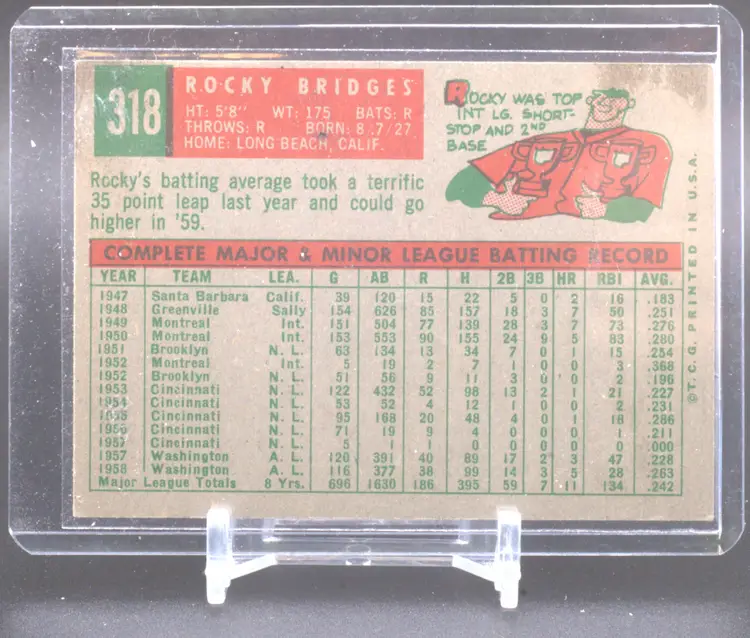 318
ROCKY BRIDGES
HT: 5'8" WT: 175 BATS: R
THROWS: R BORN: 8/7/27
HOME: LONG BEACH, CALIF.
ROCKY WAS TOP
INT LG. SHORT-
STOP AND 2ND
BASE
Rocky's batting average took a terrific
35 point leap last year and could go
higher in '59.
COMPLETE MAJOR & MINOR LEAGUE BATTING RECORD
YEAR TEAM LEA. G AB R H 2B 3B HR RBI AVG.
1947 Santa Barbara Calif. 39 120 15 22 5 0 2 16 .183
1948 Greenville Sally 154 626 85 157 18 3 7 50 .251
1949 Montreal Int. 151 504 77 139 28 3 7 73 .276
1950 Montreal Int. 153 553 90 155 24 9 5 83 .280
1951 Brooklyn N. L. 63 134 13 34 7 0 1 15 .254
1952 Montreal Int. 5 19 2 7 1 0 0 3 .368
1952 Brooklyn N. L. 51 56 9 11 3 0 0 2 .196
1953 Cincinnati N. L. 122 432 52 98 13 2 1 21 .227
1954 Cincinnati N. L. 53 52 4 12 1 0 0 2 .231
1955 Cincinnati N. L. 95 168 20 48 4 0 1 18 .286
1956 Cincinnati N. L. 71 19 9 4 0 0 0 1 .211
1957 Cincinnati N. L. 5 1 1 0 0 0 0 0 .000
1957 Washington A. L. 120 391 40 89 17 2 3 47 .228
1958 Washington A. L. 116 377 38 99 14 3 5 28 .263
Major League Totals 8 Yrs. 696 1630 186 395 59 7 11 134 .242
©T.C.G. PRINTED IN U.S.A.